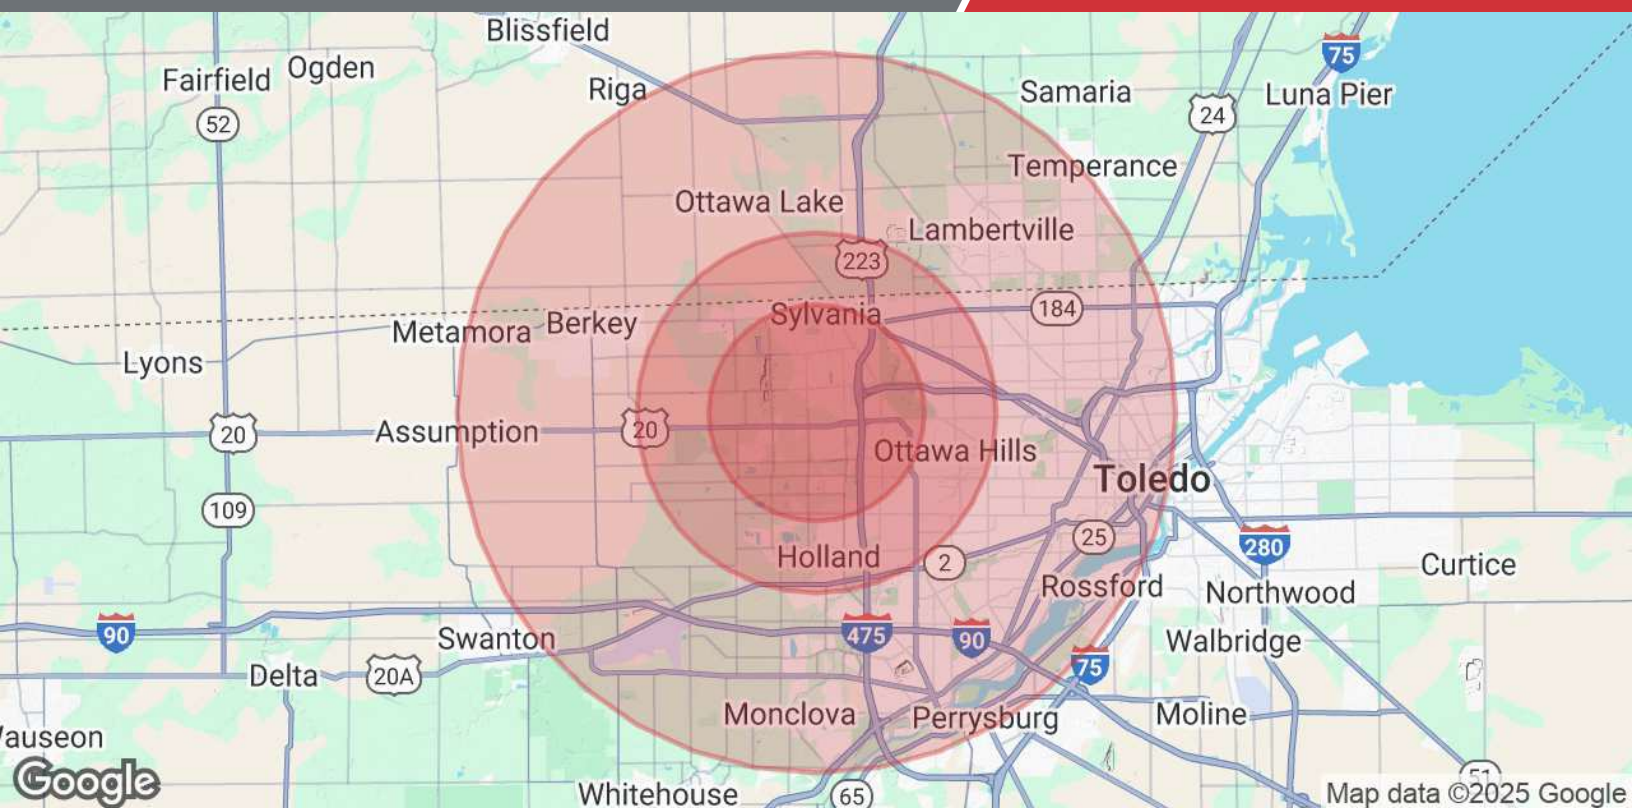 Blissfield
Fairfield
Ogden
Riga
Samaria
75
Luna Pier
24
52
Temperance
Ottawa Lake
Lambertville
223
184
Sylvania
Metamora
Berkey
Lyons
20
Assumption
20
Ottawa Hills
Toledo
109
25
280
Holland
2
Curtice
Rossford
Northwood
90
Swanton
475
90
Walbridge
75
Delta
20A
Monclova
Perrysburg
Moline
auseon
Google
Whitehouse
65
51
Map data ©2025 Google